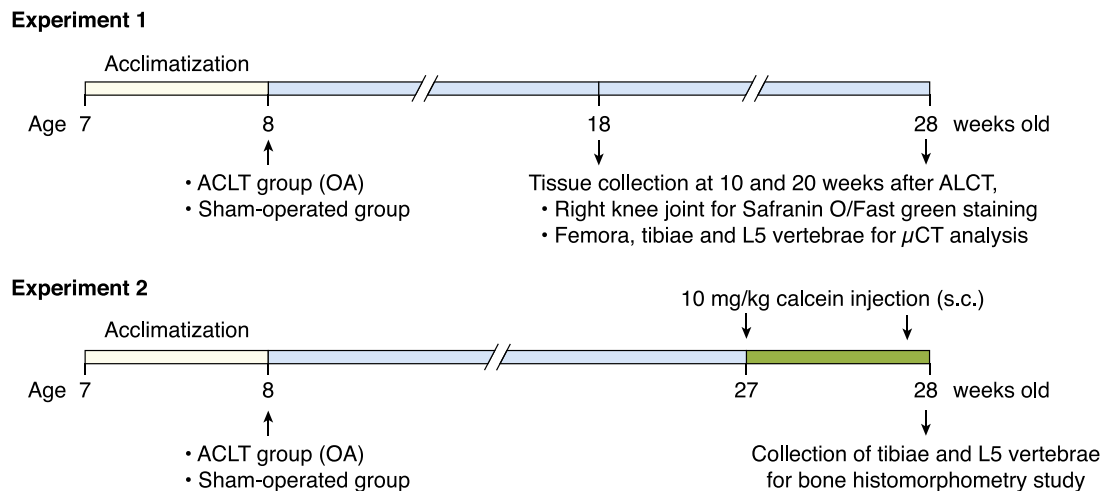 Experiment 1
Acclimatization
Age 7 8 18 28 weeks old
• ACLT group (OA)
• Sham-operated group
Tissue collection at 10 and 20 weeks after ALCT,
• Right knee joint for Safranin O/Fast green staining
• Femora, tibiae and L5 vertebrae for µCT analysis
Experiment 2
10 mg/kg calcein injection (s.c.)
Acclimatization
Age 7 8 27 28 weeks old
• ACLT group (OA)
• Sham-operated group
Collection of tibiae and L5 vertebrae
for bone histomorphometry study